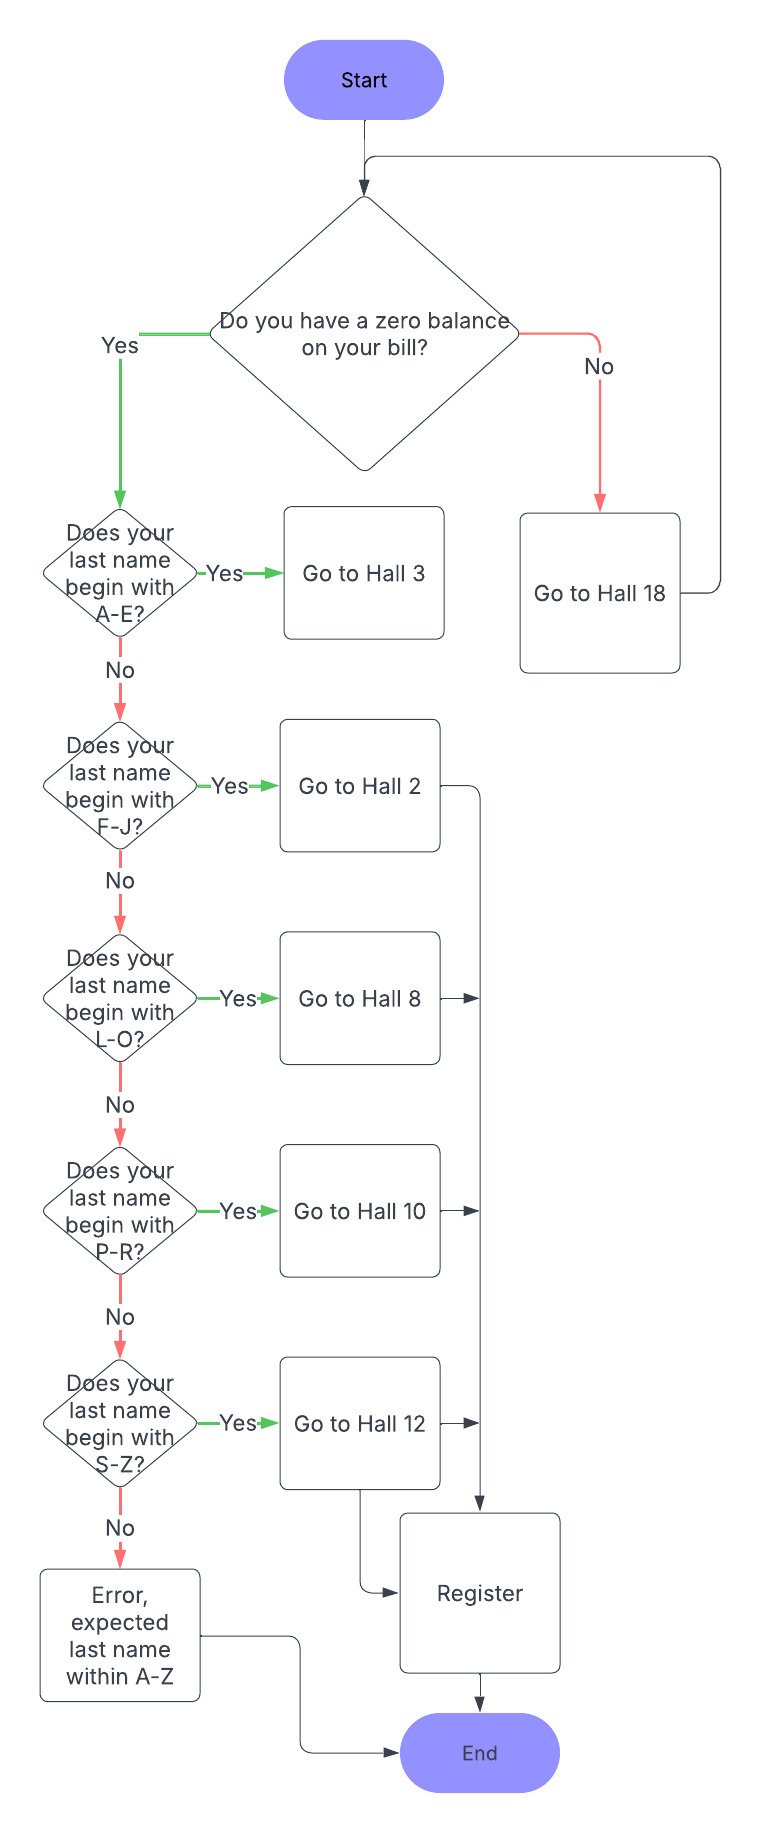 Start
Do you have a zero balance
on your bill?
Yes
No
Does your
last name
begin with
A-E?
Yes
Go to Hall 3
Go to Hall 18
No
Does your
last name
begin with
F-J?
Yes
Go to Hall 2
No
Does your
last name
begin with
L-O?
Yes
Go to Hall 8
No
Does your
last name
begin with
P-R?
Yes
Go to Hall 10
No
Does your
last name
begin with
S-Z?
Yes
Go to Hall 12
No
Error,
expected
last name
within A-Z
Register
End